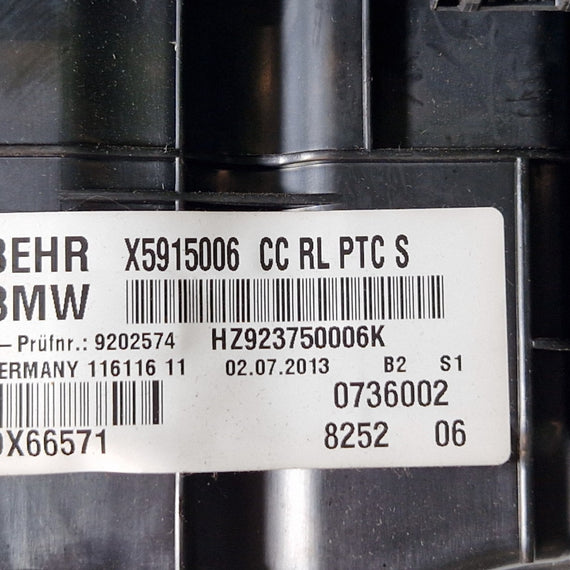 BEHR X5915006 CC RL PTC S
BMW
–Prüfnr.: 9202574 HZ923750006K
ERMANY 116116 11 02.07.2013 B2 S1
0736002
X66571 8252 06